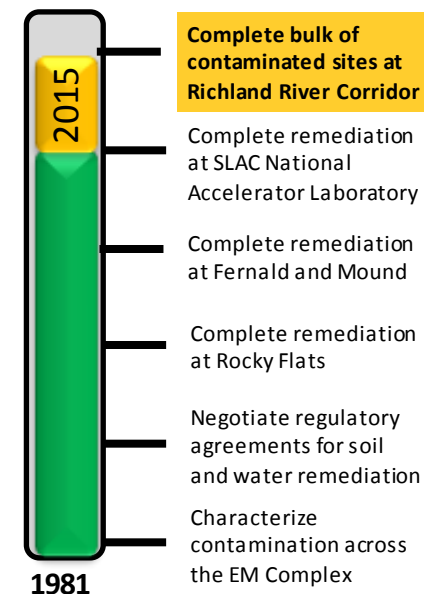 Complete bulk of
contaminated sites at
Richland River Corridor
2015
Complete remediation
at SLAC National
Accelerator Laboratory
Complete remediation
at Fernald and Mound
Complete remediation
at Rocky Flats
Negotiate regulatory
agreements for soil
and water remediation
Characterize
contamination across
the EM Complex
1981